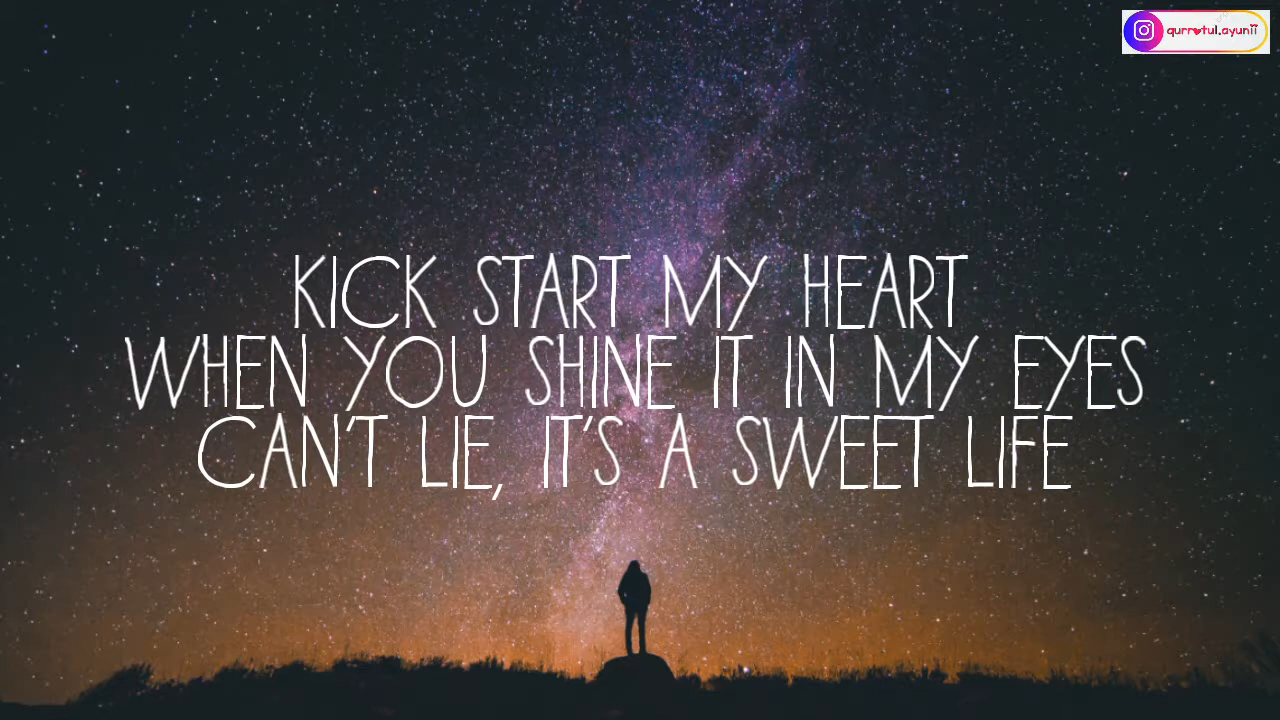 qurrotul.ayunii
KICK START MY HEART
WHEN YOU SHINE IT IN MY EYES
CAN'T LIE, IT'S A SWEET LIFE